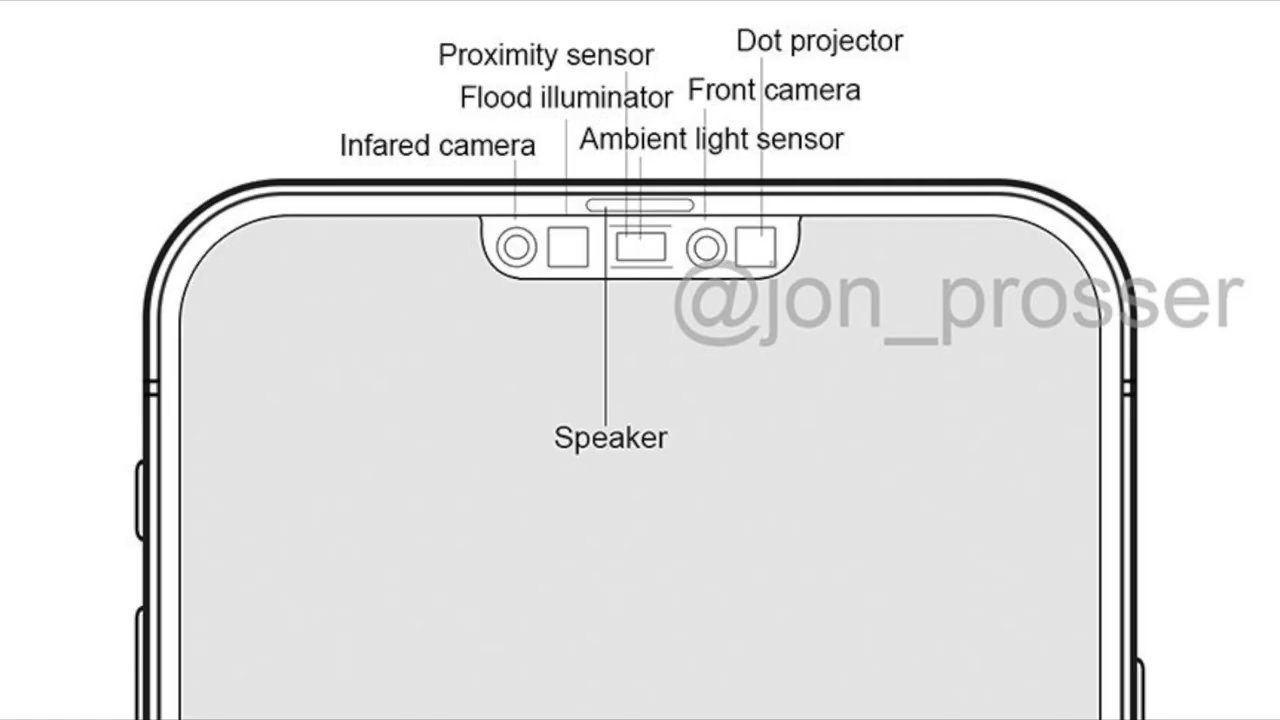 Dot projector
Proximity sensor
Front camera
Flood illuminator
Ambient light sensor
Infared camera
@jon_prosser
Speaker